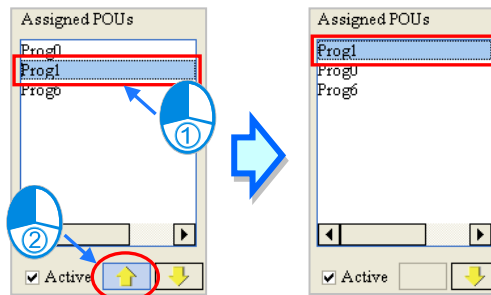 Assigned POUs
Prog0
Prog1
Prog6
①
②
Active
Assigned POUs
Prog1
Prog0
Prog6
Active